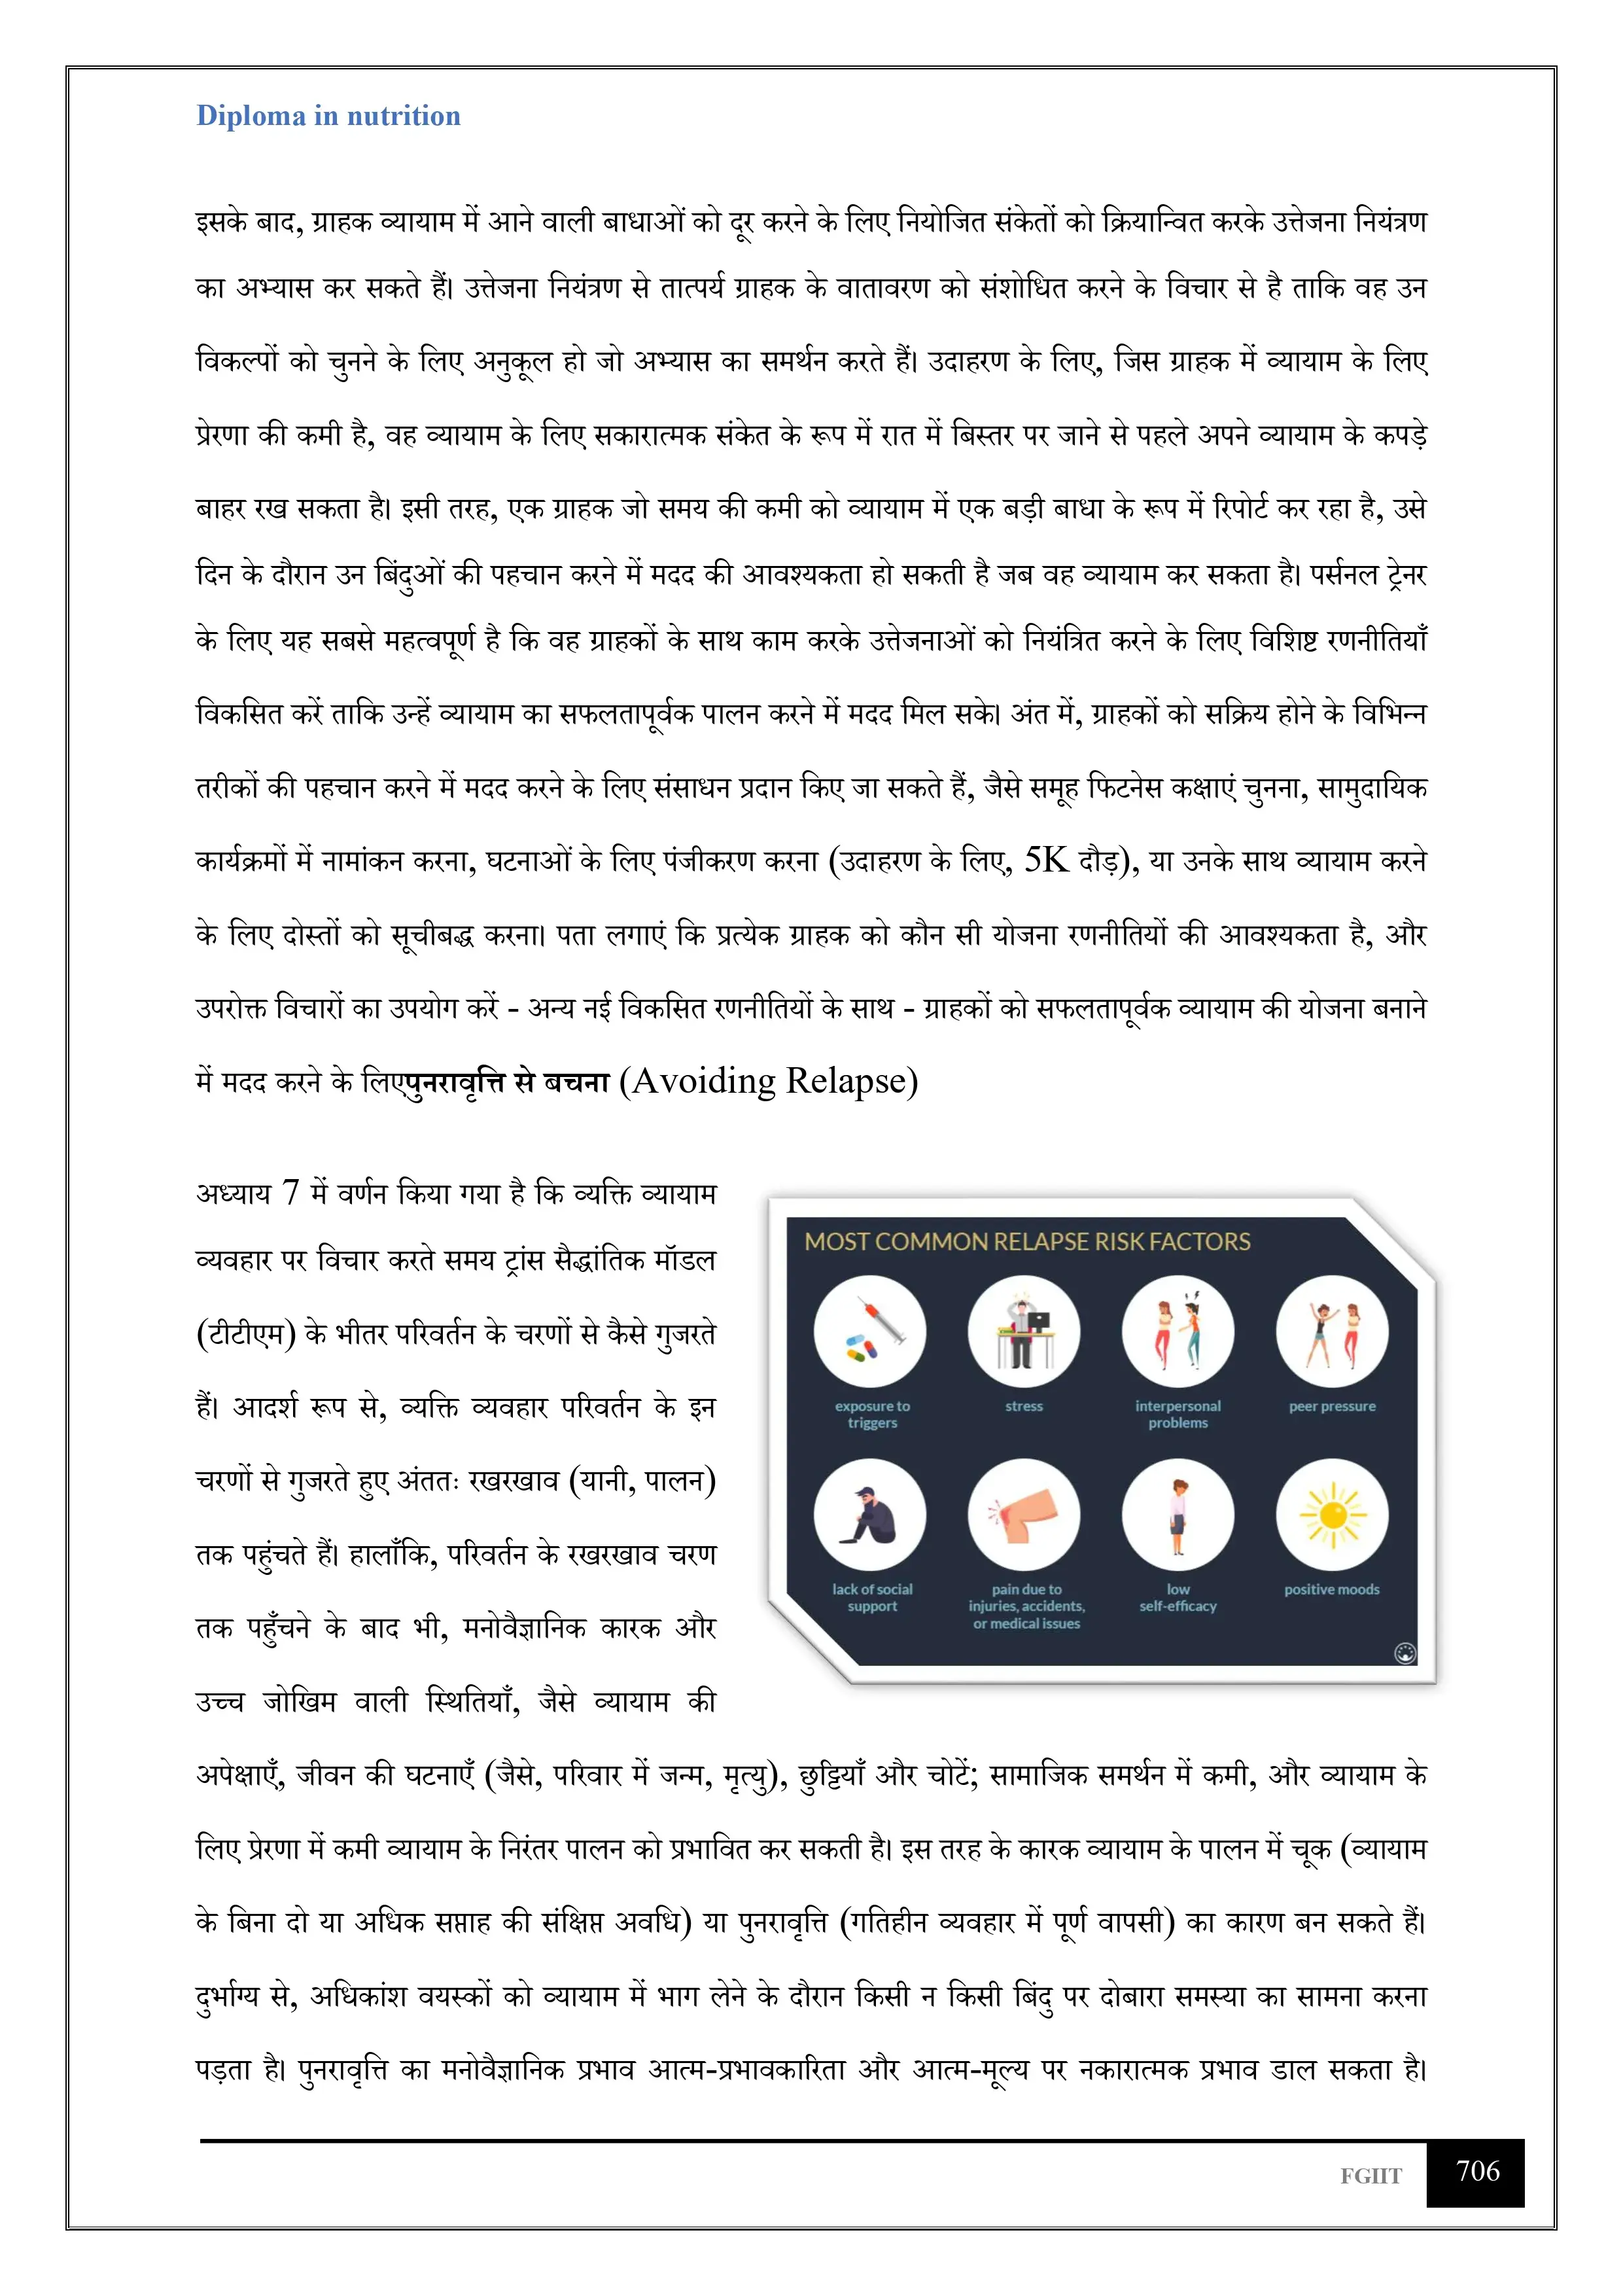 Diploma in nutrition
इसके बाद, ग्राहक व्यायाम में आने वाली बाधाओं को दूर करने के लिए नियोजित संकेतों को क्रियान्वित करके उत्तेजना नियंत्रण
का अभ्यास कर सकते हैं। उत्तेजना नियंत्रण से तात्पर्य ग्राहक के वातावरण को संशोधित करने के विचार से है ताकि वह उन
विकल्पों को चुनने के लिए अनुकूल हो जो अभ्यास का समर्थन करते हैं। उदाहरण के लिए, जिस ग्राहक में व्यायाम के लिए
प्रेरणा की कमी है, वह व्यायाम के लिए सकारात्मक संकेत के रूप में रात में बिस्तर पर जाने से पहले अपने व्यायाम के कपड़े
बाहर रख सकता है। इसी तरह, एक ग्राहक जो समय की कमी को व्यायाम में एक बड़ी बाधा के रूप में रिपोर्ट कर रहा है, उसे
दिन के दौरान उन बिंदुओं की पहचान करने में मदद की आवश्यकता हो सकती है जब वह व्यायाम कर सकता है। पर्सनल ट्रेनर
के लिए यह सबसे महत्वपूर्ण है कि वह ग्राहकों के साथ काम करके उत्तेजनाओं को नियंत्रित करने के लिए विशिष्ट रणनीतियाँ
विकसित करें ताकि उन्हें व्यायाम का सफलतापूर्वक पालन करने में मदद मिल सके। अंत में, ग्राहकों को सक्रिय होने के विभिन्न
तरीकों की पहचान करने में मदद करने के लिए संसाधन प्रदान किए जा सकते हैं, जैसे समूह फिटनेस कक्षाएं चुनना, सामुदायिक
कार्यक्रमों में नामांकन करना, घटनाओं के लिए पंजीकरण करना (उदाहरण के लिए, 5K दौड़), या उनके साथ व्यायाम करने
के लिए दोस्तों को सूचीबद्ध करना। पता लगाएं कि प्रत्येक ग्राहक को कौन सी योजना रणनीतियों की आवश्यकता है, और
उपरोक्त विचारों का उपयोग करें - अन्य नई विकसित रणनीतियों के साथ - ग्राहकों को सफलतापूर्वक व्यायाम की योजना बनाने
में मदद करने के लिएपुनरावृत्ति से बचना (Avoiding Relapse)
अध्याय 7 में वर्णन किया गया है कि व्यक्ति व्यायाम
व्यवहार पर विचार करते समय ट्रांस सैद्धांतिक मॉडल
(टीटीएम) के भीतर परिवर्तन के चरणों से कैसे गुजरते
हैं। आदर्श रूप से, व्यक्ति व्यवहार परिवर्तन के इन
चरणों से गुजरते हुए अंततः रखरखाव (यानी, पालन)
तक पहुंचते हैं। हालाँकि, परिवर्तन के रखरखाव चरण
तक पहुँचने के बाद भी, मनोवैज्ञानिक कारक और
उच्च जोखिम वाली स्थितियाँ, जैसे व्यायाम की
MOST COMMON RELAPSE RISK FACTORS
exposure to
triggers
stress
interpersonal
problems
peer pressure
lack of social
support
pain due to
injuries, accidents,
or medical issues
low
self-efficacy
positive moods
अपेक्षाएँ, जीवन की घटनाएँ (जैसे, परिवार में जन्म, मृत्यु), छुट्टियाँ और चोटें; सामाजिक समर्थन में कमी, और व्यायाम के
लिए प्रेरणा में कमी व्यायाम के निरंतर पालन को प्रभावित कर सकती है। इस तरह के कारक व्यायाम के पालन में चूक (व्यायाम
के बिना दो या अधिक सप्ताह की संक्षिप्त अवधि) या पुनरावृत्ति (गतिहीन व्यवहार में पूर्ण वापसी) का कारण बन सकते हैं।
दुर्भाग्य से, अधिकांश वयस्कों को व्यायाम में भाग लेने के दौरान किसी न किसी बिंदु पर दोबारा समस्या का सामना करना
पड़ता है। पुनरावृत्ति का मनोवैज्ञानिक प्रभाव आत्म-प्रभावकारिता और आत्म-मूल्य पर नकारात्मक प्रभाव डाल सकता है।
FGIIT
706